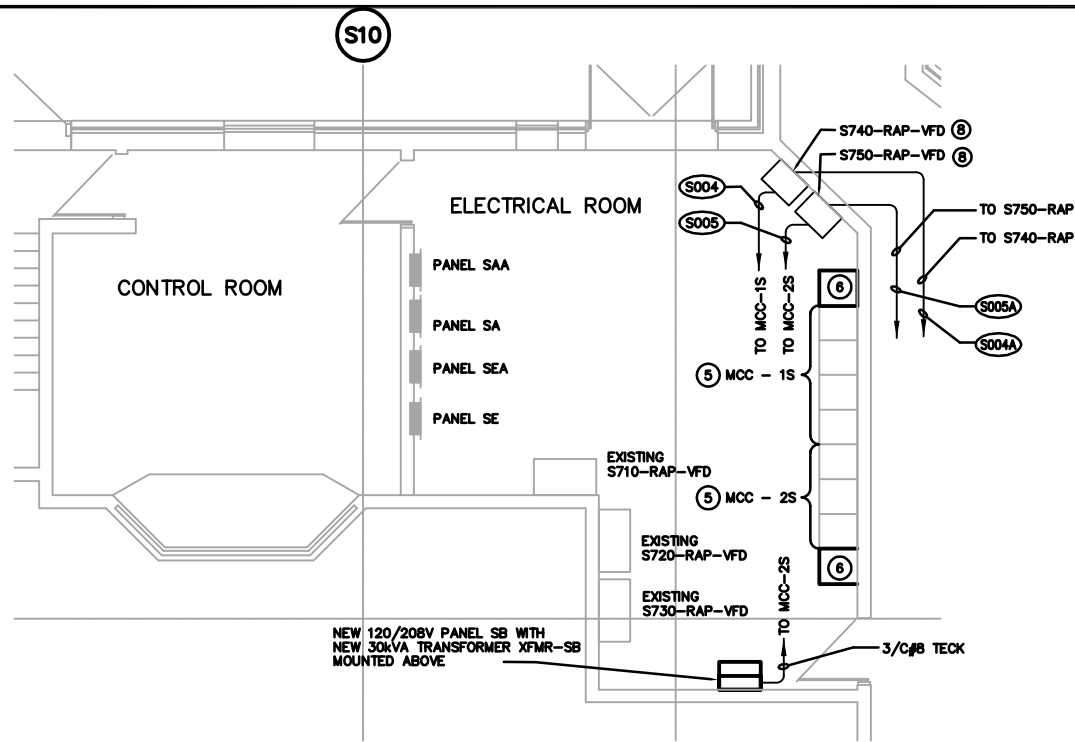 S10
S740-RAP-VFD 8
S750-RAP-VFD 8
S004
S005
ELECTRICAL ROOM
TO S750-RAP
TO S740-RAP
CONTROL ROOM
PANEL SAA
PANEL SA
PANEL SEA
PANEL SE
TO MCC-1S
TO MCC-2S
6
S005A
S004A
5 MCC - 1S
EXISTING
S710-RAP-VFD
5 MCC - 2S
EXISTING
S720-RAP-VFD
6
EXISTING
S730-RAP-VFD
TO MCC-2S
NEW 120/208V PANEL SB WITH
NEW 30kVA TRANSFORMER XFMR-SB
MOUNTED ABOVE
3/C#8 TECK